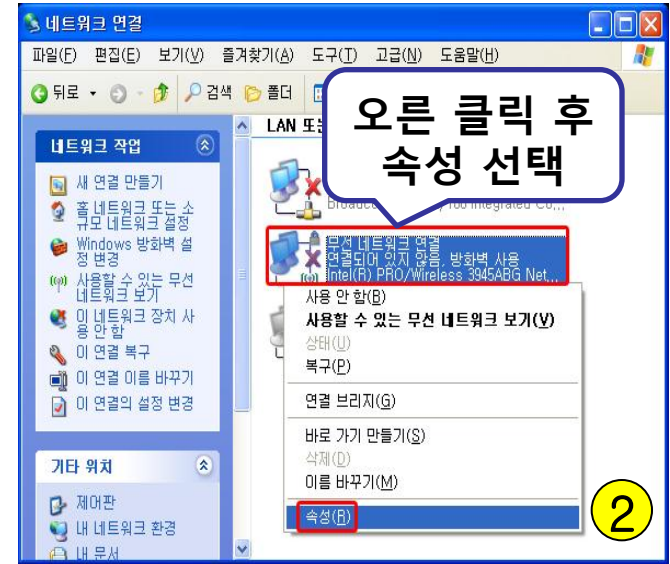 네트워크 연결
파일(F) 편집(E) 보기(V) 즐겨찾기(A) 도구(T) 고급(N) 도움말(H)
뒤로 검색 폴더
오른 클릭 후
속성 선택
LAN 또는
네트워크 작업
새 연결 만들기
홈 네트워크 또는 소
규모 네트워크 설정
Windows 방화벽 설
정 변경
사용할 수 있는 무선
네트워크 보기
이 네트워크 장치 사
용 안 함
이 연결 복구
이 연결 이름 바꾸기
이 연결의 설정 변경
기타 위치
제어판
내 네트워크 환경
내 문서
Integrated Co...
무선 네트워크 연결
연결되어 있지 않음, 방화벽 사용
Intel(R) PRO/Wireless 3945ABG Net...
사용 안 함(B)
사용할 수 있는 무선 네트워크 보기(V)
상태(U)
복구(P)
연결 브리지(G)
바로 가기 만들기(S)
삭제(D)
이름 바꾸기(M)
속성(R)
2